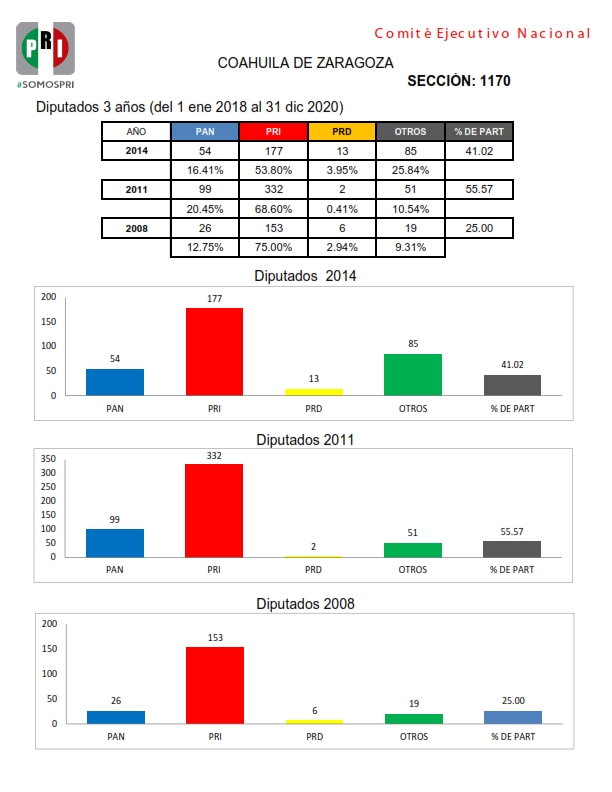 Comité Ejecutivo Nacional
PRI
#SOMOSPRI
COAHUILA DE ZARAGOZA
SECCIÓN: 1170
Diputados 3 años (del 1 ene 2018 al 31 dic 2020)
AÑO PAN PRI PRD OTROS % DE PART
2014 54 177 13 85 41.02
16.41% 53.80% 3.95% 25.84%
2011 99 332 2 51 55.57
20.45% 68.60% 0.41% 10.54%
2008 26 153 6 19 25.00
12.75% 75.00% 2.94% 9.31%
Diputados 2014
200
150
100
50
0
54 177 13 85 41.02
PAN PRI PRD OTROS % DE PART
Diputados 2011
350
300
250
200
150
100
50
0
99 332 2 51 55.57
PAN PRI PRD OTROS % DE PART
Diputados 2008
200
150
100
50
0
26 153 6 19 25.00
PAN PRI PRD OTROS % DE PART